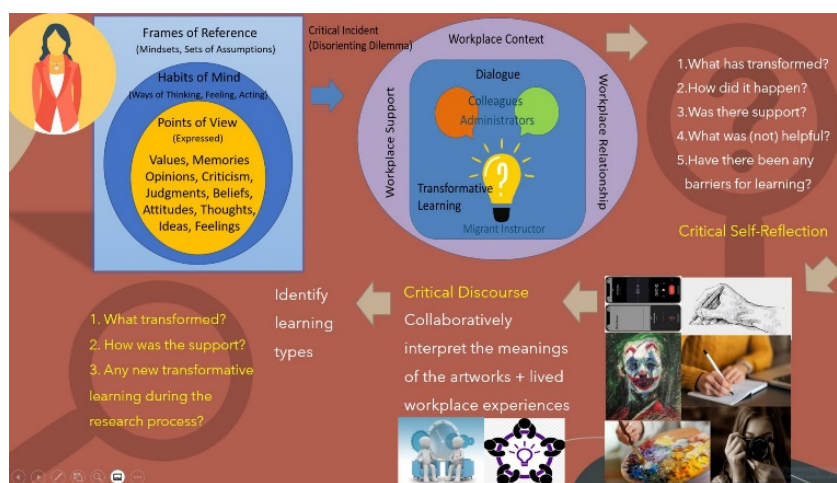 Frames of Reference
(Mindsets, Sets of Assumptions)
Habits of Mind
(Ways of Thinking, Feeling, Acting)
Points of View
(Expressed)
Values, Memories
Opinions, Criticism,
Judgments, Beliefs,
Attitudes, Thoughts,
Ideas, Feelings
Critical Incident
(Disorienting Dilemma)
Workplace Context
Workplace Support
Dialogue
Colleagues
Administrators
Transformative
Learning
Migrant Instructor
Workplace Relationship
1.What has transformed?
2.How did it happen?
3.Was there support?
4.What was (not) helpful?
5.Have there been any
barriers for learning?
Critical Self-Reflection
Critical Discourse
Collaboratively
interpret the meanings
of the artworks + lived
workplace experiences
Identify
learning
types
1. What transformed?
2. How was the support?
3. Any new transformative
learning during the
research process?